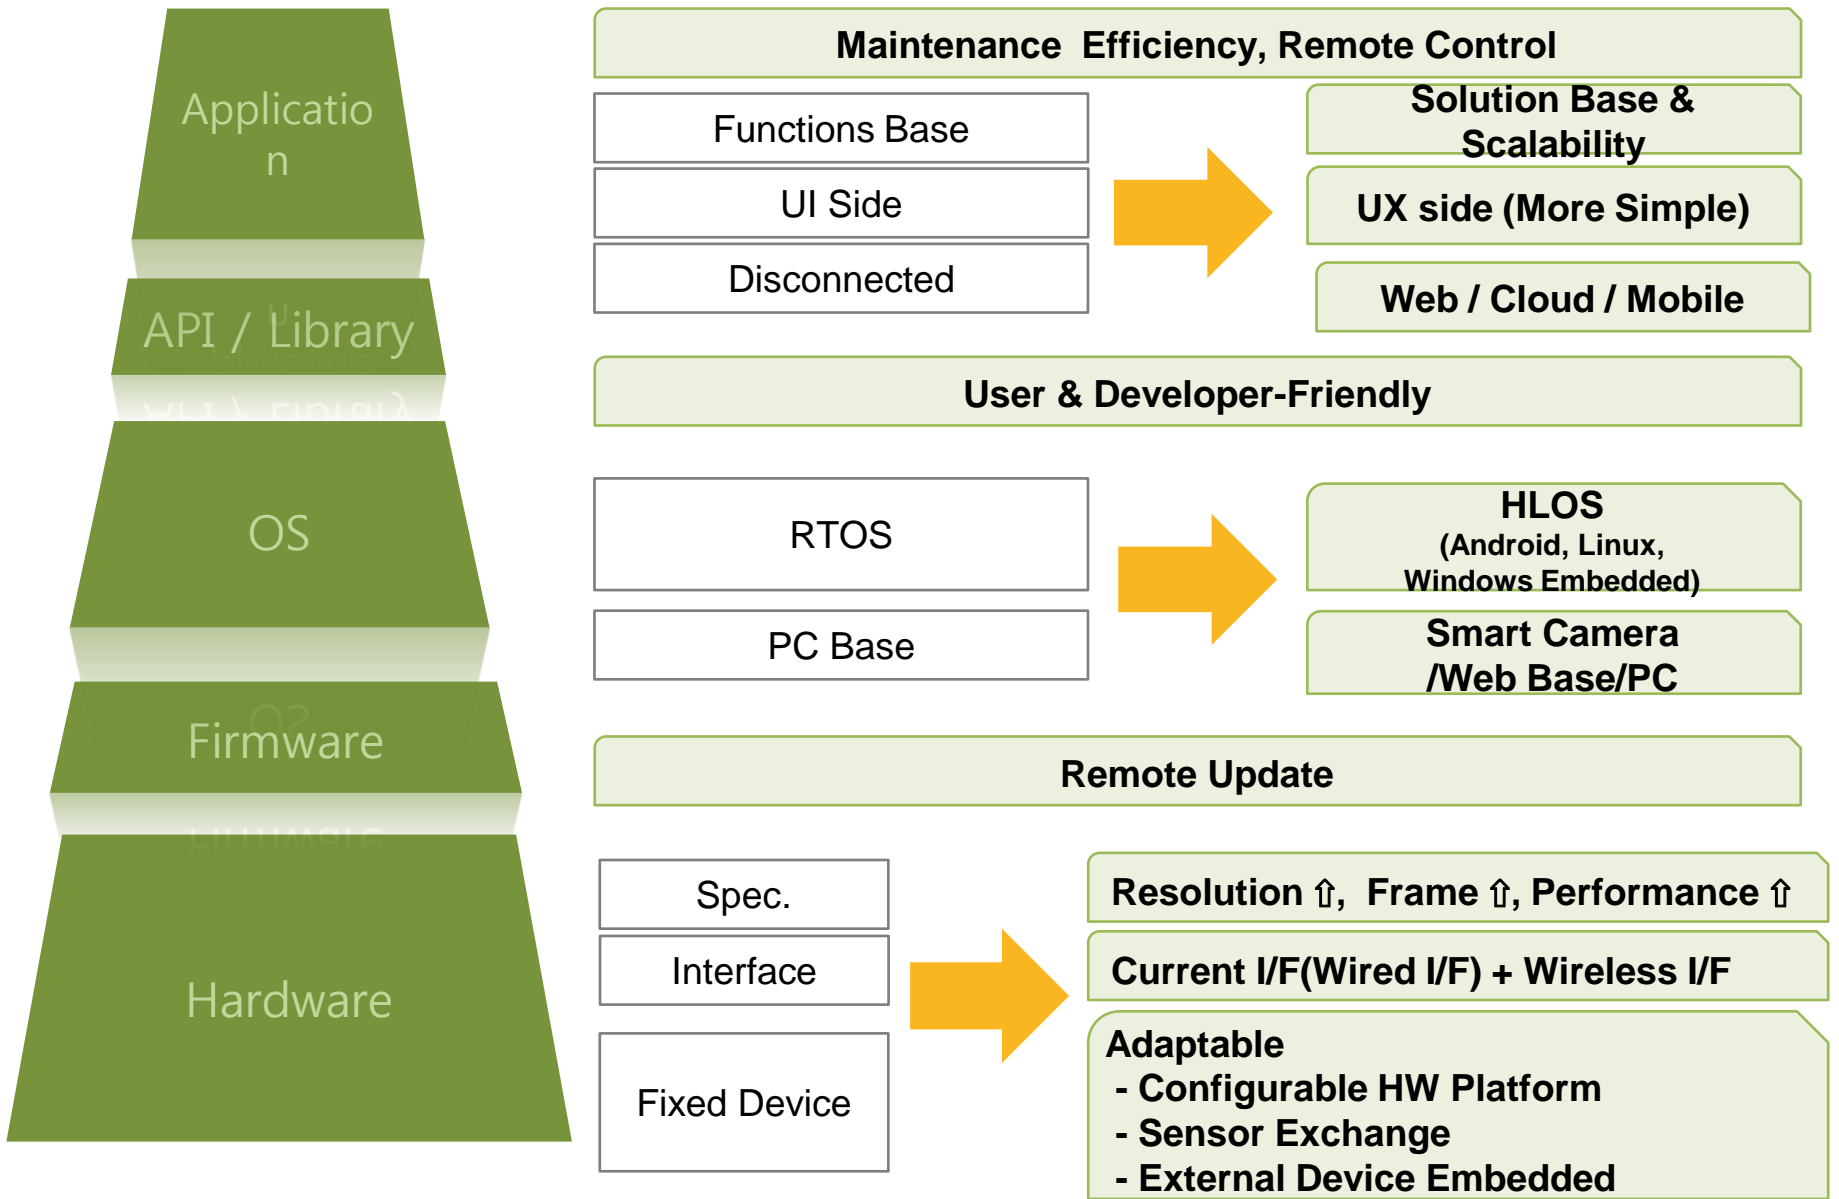 Applicatio
n
API / Library
OS
Firmware
Hardware
Maintenance  Efficiency, Remote Control
Functions Base
UI Side
Disconnected
Solution Base &
Scalability
UX side (More Simple)
Web / Cloud / Mobile
User & Developer-Friendly
RTOS
PC Base
HLOS
(Android, Linux,
Windows Embedded)
Smart Camera
/Web Base/PC
Remote Update
Spec.
Interface
Fixed Device
Resolution ⇧,  Frame ⇧, Performance ⇧
Current I/F(Wired I/F) + Wireless I/F
Adaptable
- Configurable HW Platform
- Sensor Exchange
- External Device Embedded